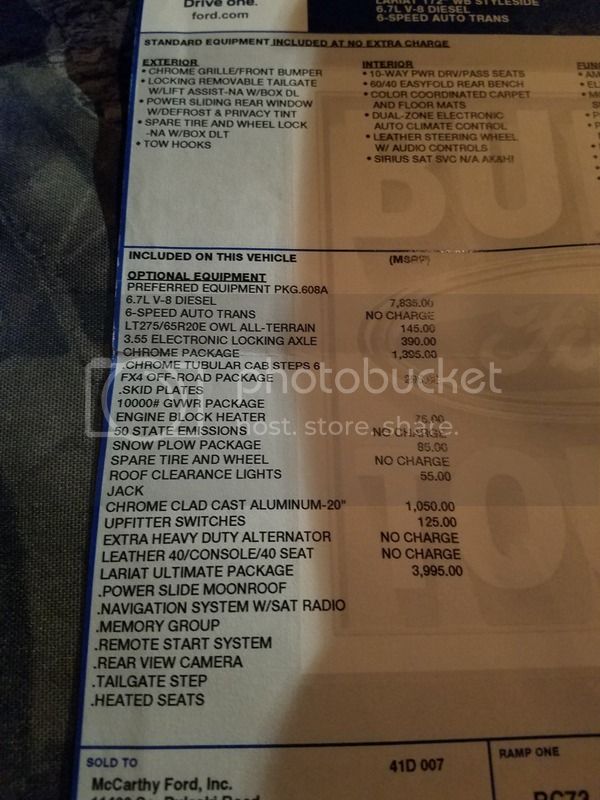 Drive one.
ford.com
LARIAT 172" WB STYLESIDE
6.7L V-8 DIESEL
6-SPEED AUTO TRANS
STANDARD EQUIPMENT INCLUDED AT NO EXTRA CHARGE
EXTERIOR
• CHROME GRILLE/FRONT BUMPER
• LOCKING REMOVABLE TAILGATE
W/LIFT ASSIST-NA W/BOX DL
• POWER SLIDING REAR WINDOW
W/DEFROST & PRIVACY TINT
• SPARE TIRE AND WHEEL LOCK
-NA W/BOX DLT
• TOW HOOKS
INTERIOR
• 10-WAY PWR DRV/PASS SEATS
• 60/40 EASYFOLD REAR BENCH
• COLOR COORDINATED CARPET
AND FLOOR MATS
• DUAL-ZONE ELECTRONIC
AUTO CLIMATE CONTROL
• LEATHER STEERING WHEEL
W/ AUDIO CONTROLS
• SIRIUS SAT SVC N/A AK&HI
INCLUDED ON THIS VEHICLE (MSRP)
OPTIONAL EQUIPMENT
PREFERRED EQUIPMENT PKG.608A
6.7L V-8 DIESEL 7,835.00
6-SPEED AUTO TRANS NO CHARGE
LT275/65R20E OWL ALL-TERRAIN 145.00
3.55 ELECTRONIC LOCKING AXLE 390.00
CHROME PACKAGE 1,395.00
.CHROME TUBULAR CAB STEPS 6
FX4 OFF-ROAD PACKAGE
.SKID PLATES
10000# GVWR PACKAGE
ENGINE BLOCK HEATER 75.00
50 STATE EMISSIONS NO CHARGE
SNOW PLOW PACKAGE 85.00
SPARE TIRE AND WHEEL NO CHARGE
ROOF CLEARANCE LIGHTS 55.00
JACK
CHROME CLAD CAST ALUMINUM-20" 1,050.00
UPFITTER SWITCHES 125.00
EXTRA HEAVY DUTY ALTERNATOR NO CHARGE
LEATHER 40/CONSOLE/40 SEAT NO CHARGE
LARIAT ULTIMATE PACKAGE 3,995.00
.POWER SLIDE MOONROOF
.NAVIGATION SYSTEM W/SAT RADIO
.MEMORY GROUP
.REMOTE START SYSTEM
.REAR VIEW CAMERA
.TAILGATE STEP
.HEATED SEATS
photobucket
host. store. share.
SOLD TO 41D 007
McCarthy Ford, Inc.
RAMP ONE